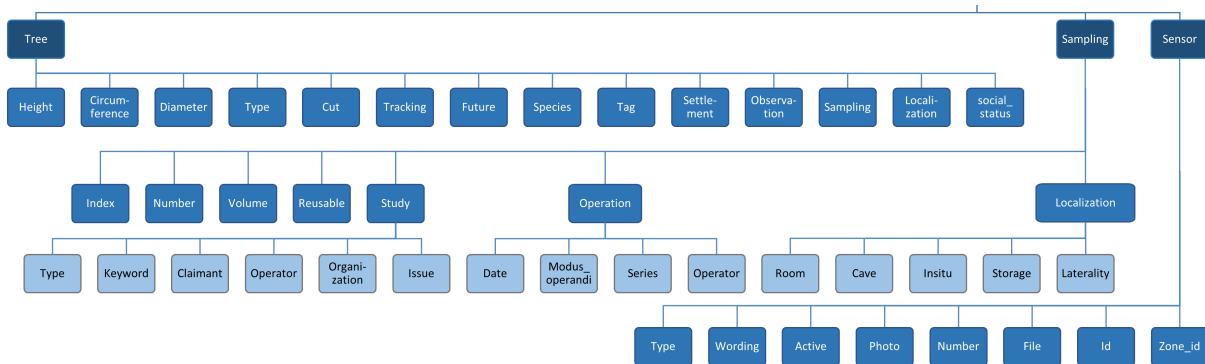 Tree
Sampling
Sensor
Height
Circum-
ference
Diameter
Type
Cut
Tracking
Future
Species
Tag
Settle-
ment
Observa-
tion
Sampling
Locali-
zation
social_
status
Index
Number
Volume
Reusable
Study
Operation
Localization
Type
Keyword
Claimant
Operator
Organi-
zation
Issue
Date
Modus_
operandi
Series
Operator
Room
Cave
Insitu
Storage
Laterality
Type
Wording
Active
Photo
Number
File
Id
Zone_id